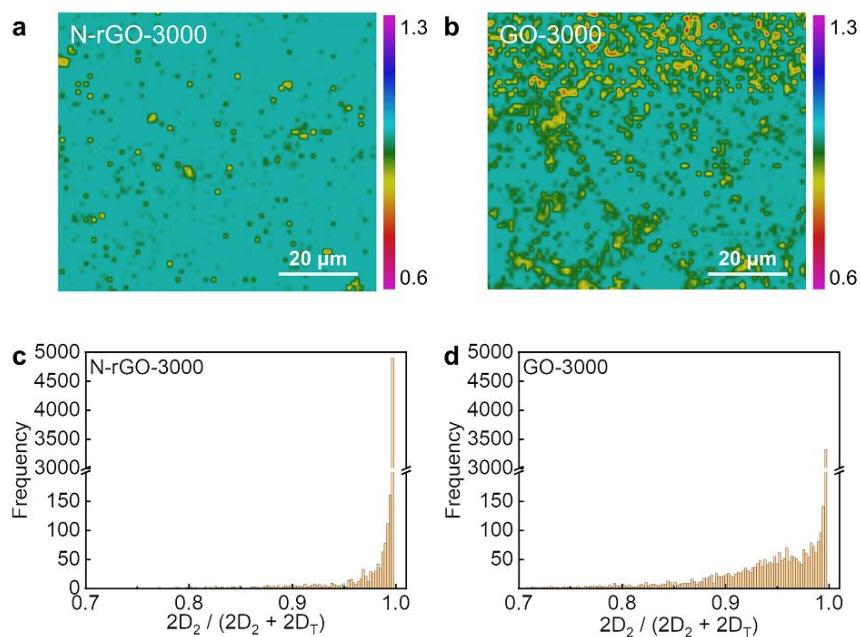 a
N-rGO-3000
1.3
20 μm
0.6
b
GO-3000
1.3
20 μm
0.6
c
N-rGO-3000
5000
4500
4000
3500
3000
150
100
50
0
Frequency
0.7
0.8
0.9
1.0
2D₂ / (2D₂ + 2D_T)
d
GO-3000
5000
4500
4000
3500
3000
150
100
50
Frequency
0.7
0.8
0.9
1.0
2D₂ / (2D₂ + 2D_T)